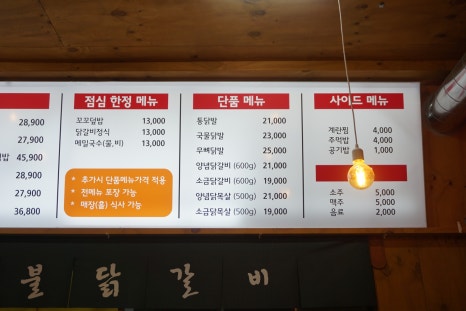 28,900
27,900
덮밥 45,900
28,900
27,900
36,800
점심 한정 메뉴
꼬꼬덮밥 13,000
닭갈비정식 13,000
메밀국수(물,비) 13,000
* 추가시 단품메뉴가격 적용
* 전메뉴 포장 가능
* 매장(홀) 식사 가능
단품 메뉴
통닭발 21,000
국물닭발 23,000
무뼈닭발 25,000
양념닭갈비 (600g) 21,000
소금닭갈비 (500g) 19,000
양념닭목살 (500g) 21,000
소금닭목살 (500g) 19,000
사이드 메뉴
계란찜 4,000
주먹밥 4,000
공기밥 1,000
소주 5,000
맥주 5,000
음료 2,000
불닭갈비